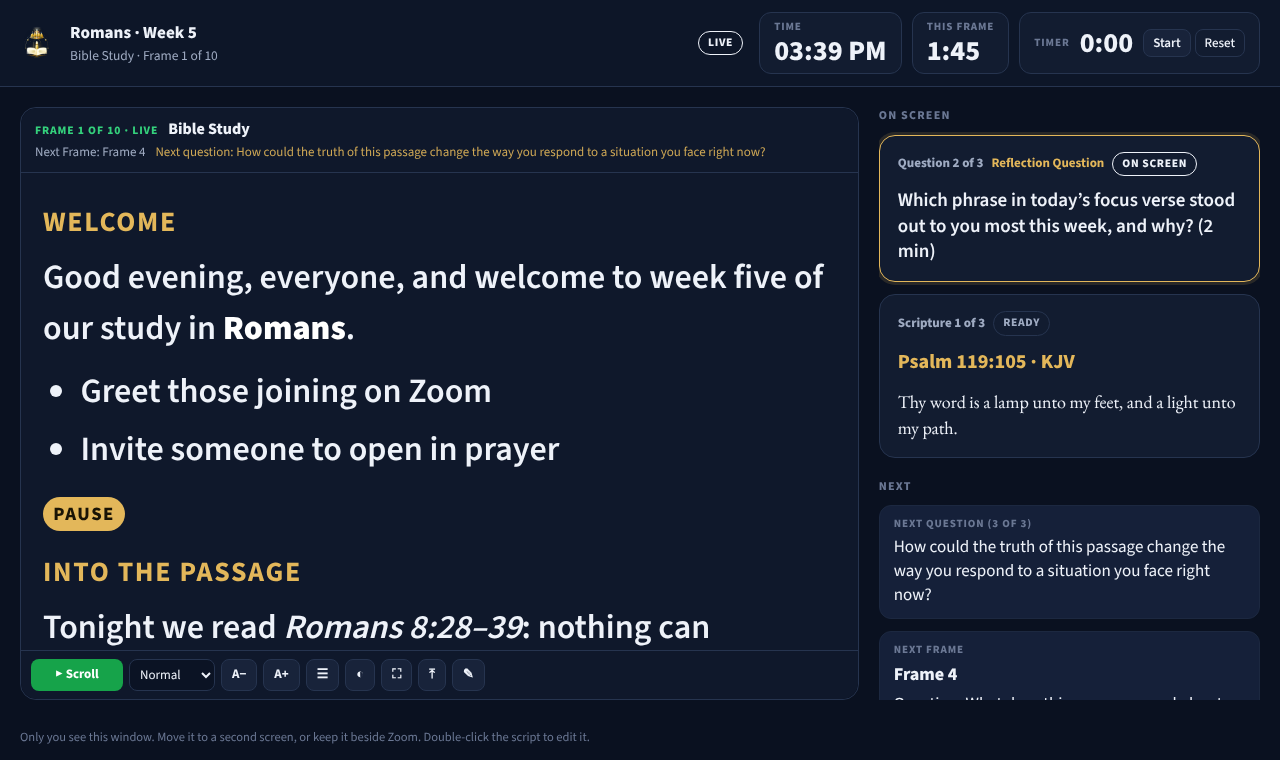 Romans · Week 5
Bible Study · Frame 1 of 10
LIVE
TIME
03:39 PM
THIS FRAME
1:45
TIMER 0:00 Start Reset
FRAME 1 OF 10 · LIVE Bible Study
Next Frame: Frame 4 Next question: How could the truth of this passage change the way you respond to a situation you face right now?
WELCOME
Good evening, everyone, and welcome to week five of
our study in Romans.
• Greet those joining on Zoom
• Invite someone to open in prayer
PAUSE
INTO THE PASSAGE
Tonight we read Romans 8:28–39: nothing can
Scroll Normal A− A+
ON SCREEN
Question 2 of 3 Reflection Question ON SCREEN
Which phrase in today’s focus verse stood
out to you most this week, and why? (2
min)
Scripture 1 of 3 READY
Psalm 119:105 · KJV
Thy word is a lamp unto my feet, and a light unto
my path.
NEXT
NEXT QUESTION (3 OF 3)
How could the truth of this passage change the
way you respond to a situation you face right
now?
NEXT FRAME
Frame 4
Only you see this window. Move it to a second screen, or keep it beside Zoom. Double-click the script to edit it.